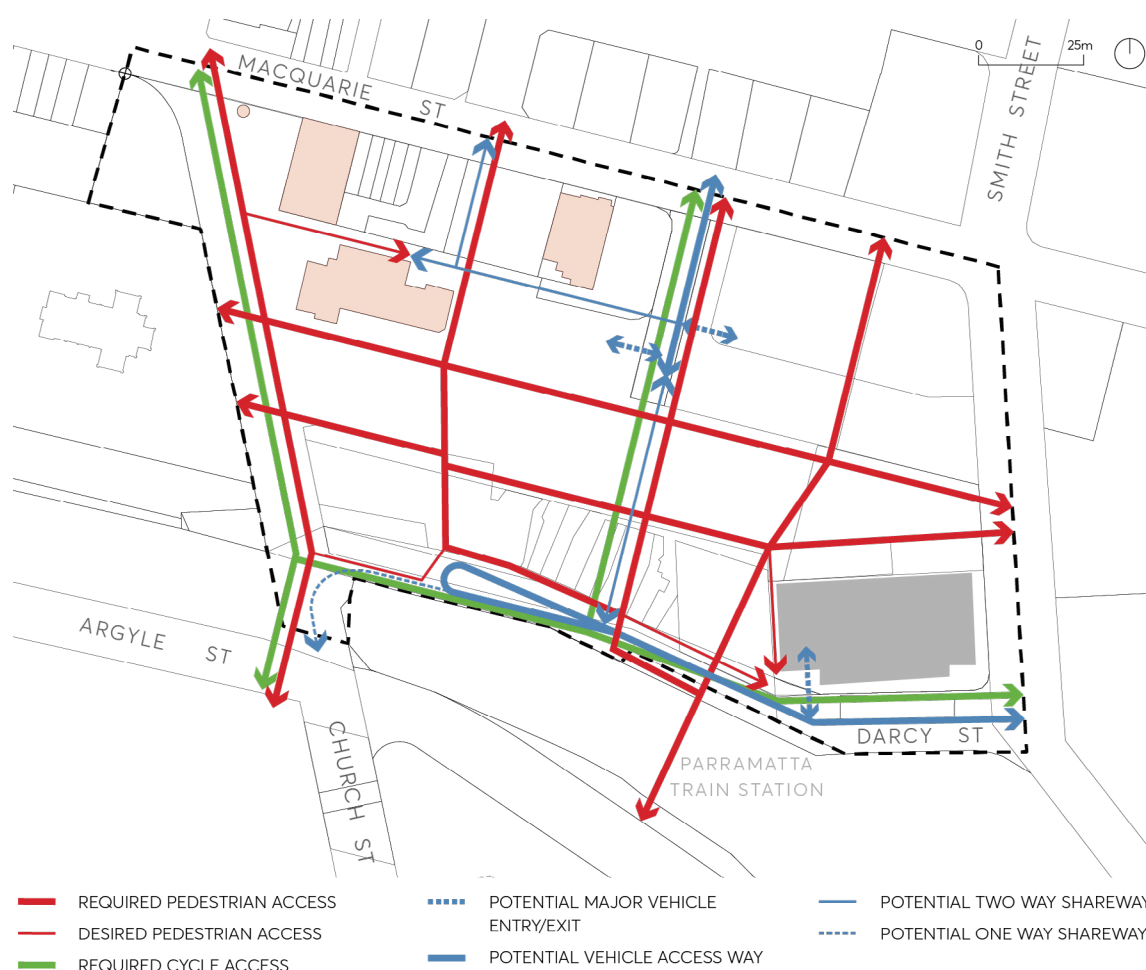 0 25m
MACQUARIE ST
SMITH STREET
ARGYLE ST
CHURCH ST
DARCY ST
PARRAMATTA
TRAIN STATION
REQUIRED PEDESTRIAN ACCESS
DESIRED PEDESTRIAN ACCESS
REQUIRED CYCLE ACCESS
POTENTIAL MAJOR VEHICLE
ENTRY/EXIT
POTENTIAL VEHICLE ACCESS WAY
POTENTIAL TWO WAY SHAREWAY
POTENTIAL ONE WAY SHAREWAY